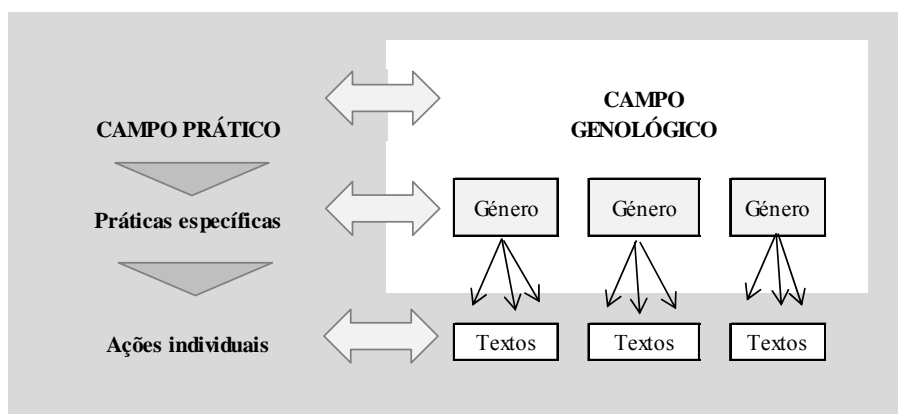 CAMPO PRÁTICO
CAMPO
GENOLÓGICO
Práticas específicas
Género
Género
Género
Ações individuais
Textos
Textos
Textos